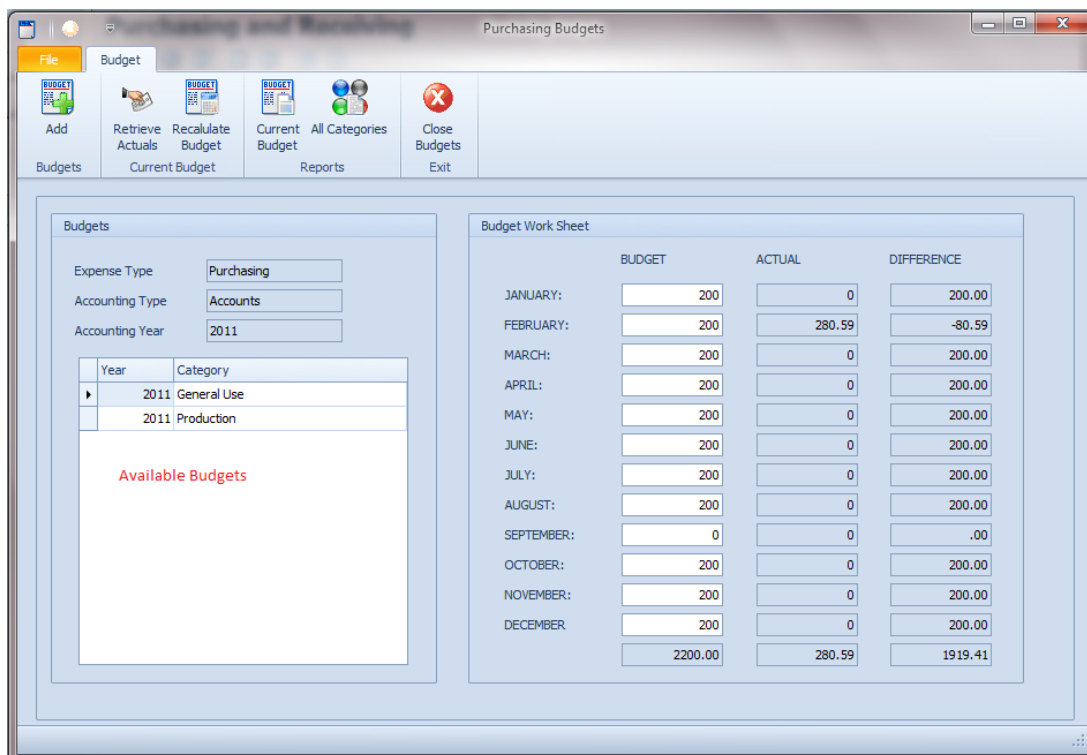 Purchasing and Receiving
Purchasing Budgets
File Budget
BUDGET BUDGET BUDGET
Add Retrieve Actuals Recalulate Budget Current Budget All Categories Close Budgets
Budgets Current Budget Reports Exit
Budgets
Expense Type Purchasing
Accounting Type Accounts
Accounting Year 2011
Year Category
2011 General Use
2011 Production
Available Budgets
Budget Work Sheet
BUDGET ACTUAL DIFFERENCE
JANUARY: 200 0 200.00
FEBRUARY: 200 280.59 -80.59
MARCH: 200 0 200.00
APRIL: 200 0 200.00
MAY: 200 0 200.00
JUNE: 200 0 200.00
JULY: 200 0 200.00
AUGUST: 200 0 200.00
SEPTEMBER: 0 0 .00
OCTOBER: 200 0 200.00
NOVEMBER: 200 0 200.00
DECEMBER 200 0 200.00
2200.00 280.59 1919.41